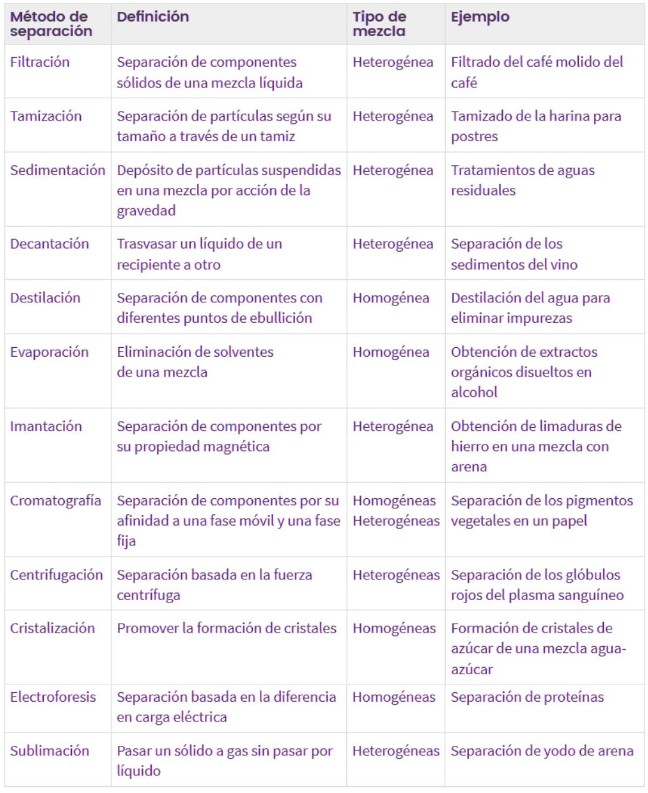 Método de separación	Definición	Tipo de mezcla	Ejemplo
Filtración	Separación de componentes sólidos de una mezcla líquida	Heterogénea	Filtrado del café molido del café
Tamización	Separación de partículas según su tamaño a través de un tamiz	Heterogénea	Tamizado de la harina para postres
Sedimentación	Depósito de partículas suspendidas en una mezcla por acción de la gravedad	Heterogénea	Tratamientos de aguas residuales
Decantación	Trasvasar un líquido de un recipiente a otro	Heterogénea	Separación de los sedimentos del vino
Destilación	Separación de componentes con diferentes puntos de ebullición	Homogénea	Destilación del agua para eliminar impurezas
Evaporación	Eliminación de solventes de una mezcla	Homogénea	Obtención de extractos orgánicos disueltos en alcohol
Imantación	Separación de componentes por su propiedad magnética	Heterogénea	Obtención de limaduras de hierro en una mezcla con arena
Cromatografía	Separación de componentes por su afinidad a una fase móvil y una fase fija	Homogéneas Heterogéneas	Separación de los pigmentos vegetales en un papel
Centrifugación	Separación basada en la fuerza centrífuga	Heterogéneas	Separación de los glóbulos rojos del plasma sanguíneo
Cristalización	Promover la formación de cristales	Homogéneas	Formación de cristales de azúcar de una mezcla agua-azúcar
Electroforesis	Separación basada en la diferencia en carga eléctrica	Homogéneas	Separación de proteínas
Sublimación	Pasar un sólido a gas sin pasar por líquido	Heterogéneas	Separación de yodo de arena